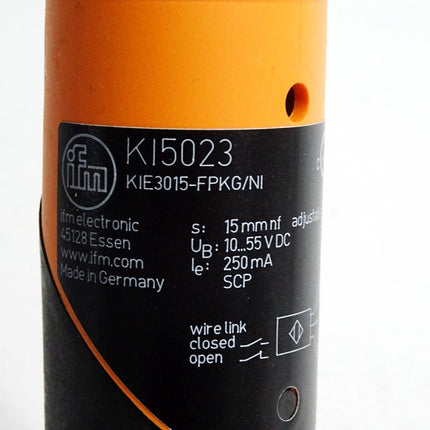 ifm
KI5023
KIE3015-FPKG/NI
ifm electronic
45128 Essen
www.ifm.com
Made in Germany
s: 15 mm nf
UB: 10...55 V DC
Ie: 250 mA
SCP
wire link
closed
open